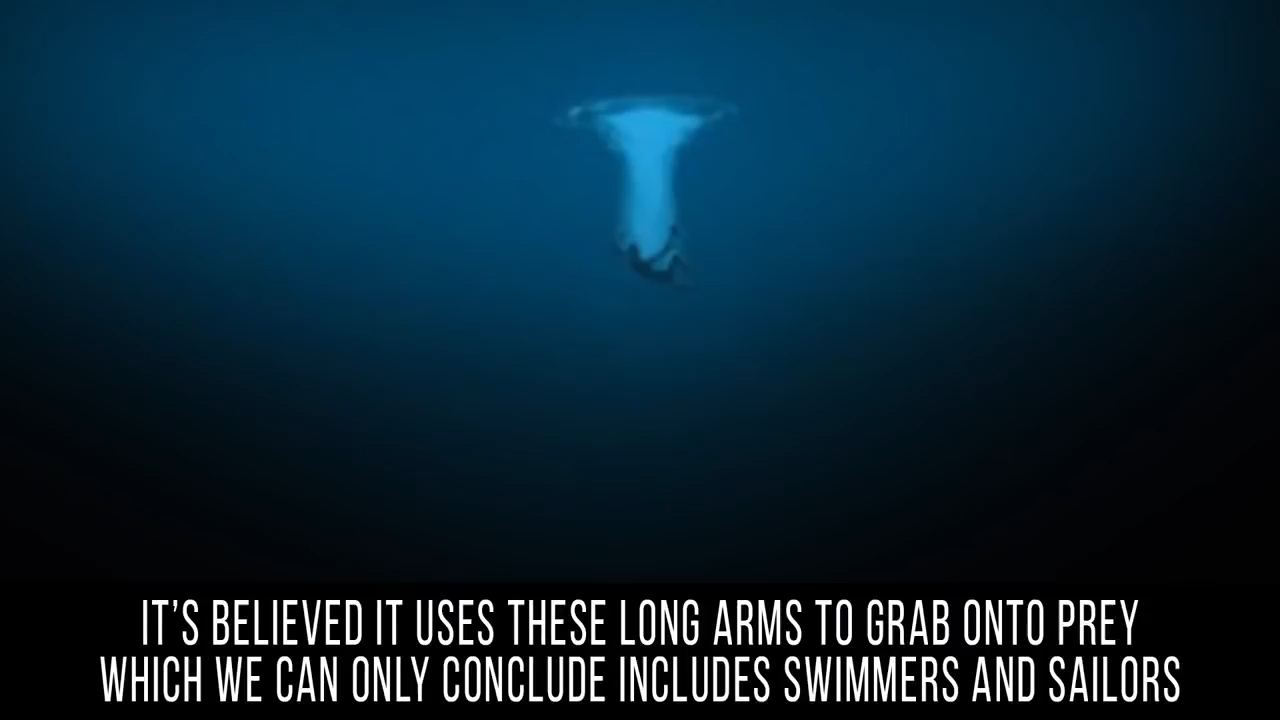 IT'S BELIEVED IT USES THESE LONG ARMS TO GRAB ONTO PREY
WHICH WE CAN ONLY CONCLUDE INCLUDES SWIMMERS AND SAILORS